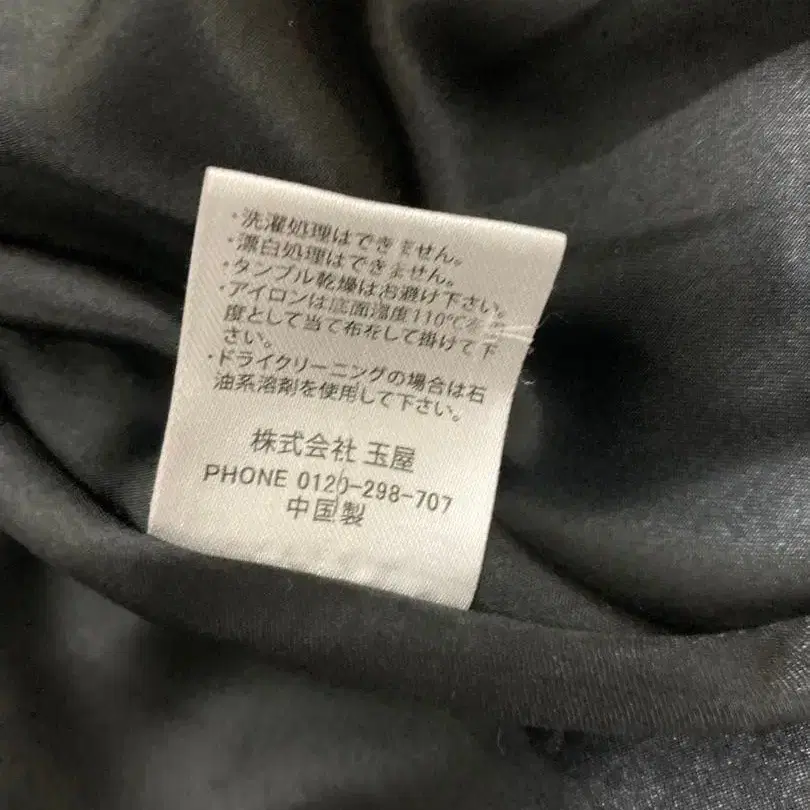 ・洗濯処理はできません。
・漂白処理はできません。
・タンブル乾燥はお避け下さい。
・アイロンは底面温度110℃を限
度として当て布をして掛けて下
さい。
・ドライクリーニングの場合は石
油系溶剤を使用して下さい。
株式会社 玉屋
PHONE 0120-298-707
中国製